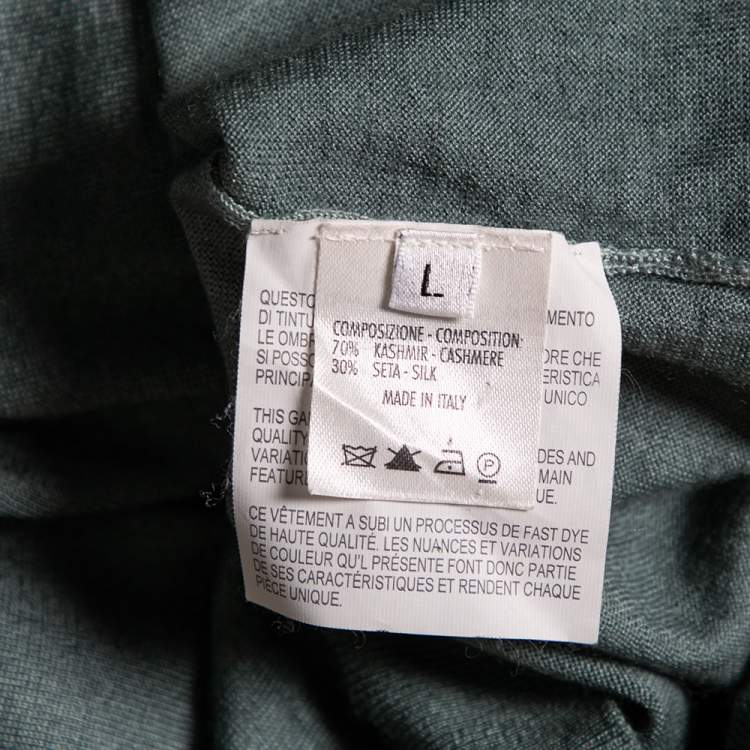 L
COMPOSIZIONE - COMPOSITION
70% KASHMIR - CASHMERE
30% SETA - SILK
MADE IN ITALY
P
QUESTO
DI TINTU MENTO
LE OMBR ORE CHE
SI POSSO ERISTICA
PRINCIPA UNICO
THIS GA
QUALITY DES AND
VARIATI MAIN
FEATUR UE.
CE VÊTEMENT A SUBI UN PROCESSUS DE FAST DYE
DE HAUTE QUALITÉ. LES NUANCES ET VARIATIONS
DE COULEUR QU'L PRÉSENTE FONT DONC PARTIE
DE SES CARACTÉRISTIQUES ET RENDENT CHAQUE
PIÈCE UNIQUE.